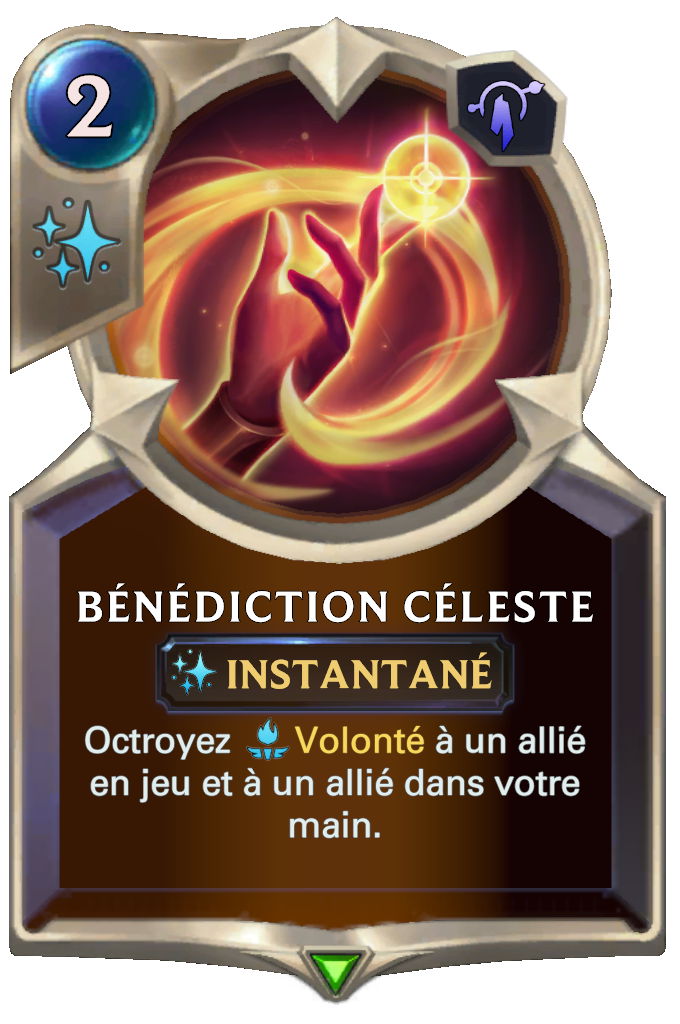 2
BÉNÉDICTION CÉLESTE
INSTANTANÉ
Octroyez Volonté à un allié
en jeu et à un allié dans votre
main.